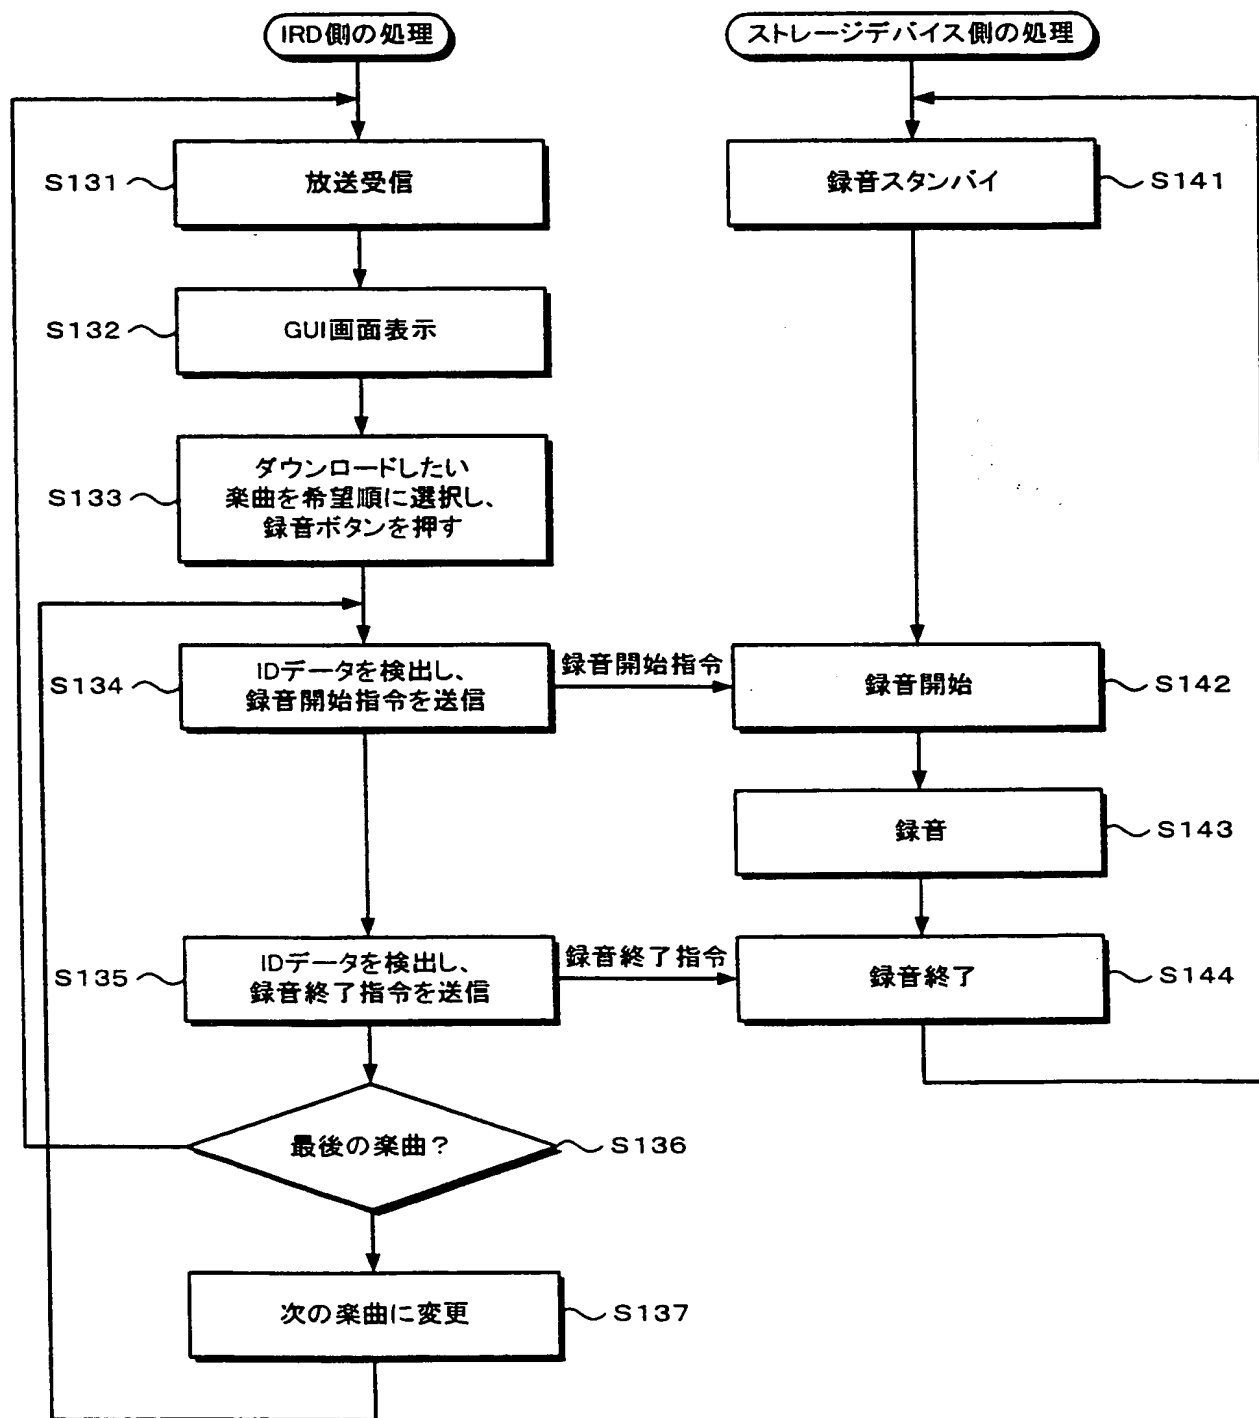 IRD側の処理
ストレージデバイス側の処理
S131
放送受信
録音スタンバイ
S141
S132
GUI画面表示
S133
ダウンロードしたい
楽曲を希望順に選択し、
録音ボタンを押す
S134
IDデータを検出し、
録音開始指令を送信
録音開始指令
録音開始
S142
録音
S143
S135
IDデータを検出し、
録音終了指令を送信
録音終了指令
録音終了
S144
最後の楽曲?
S136
次の楽曲に変更
S137